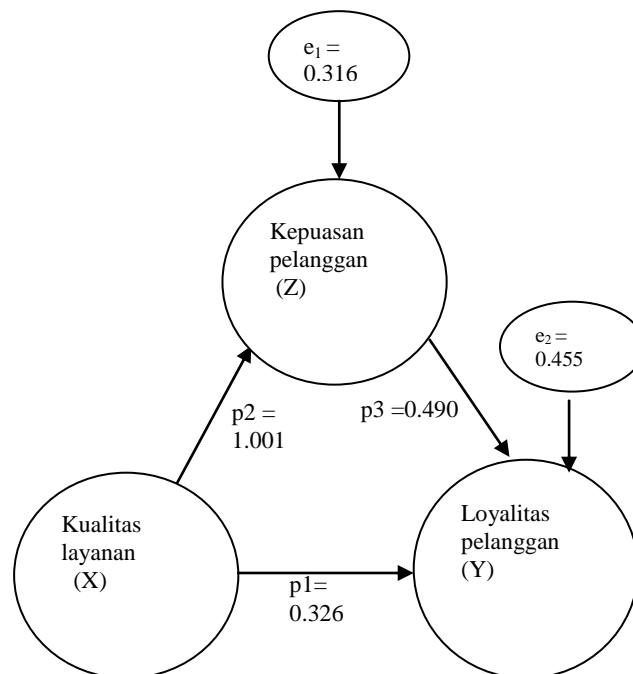 e₁ =
0.316
Kepuasan
pelanggan
(Z)
e₂ =
0.455
p2 =
1.001
p3 =0.490
Kualitas
layanan
(X)
Loyalitas
pelanggan
(Y)
p1=
0.326